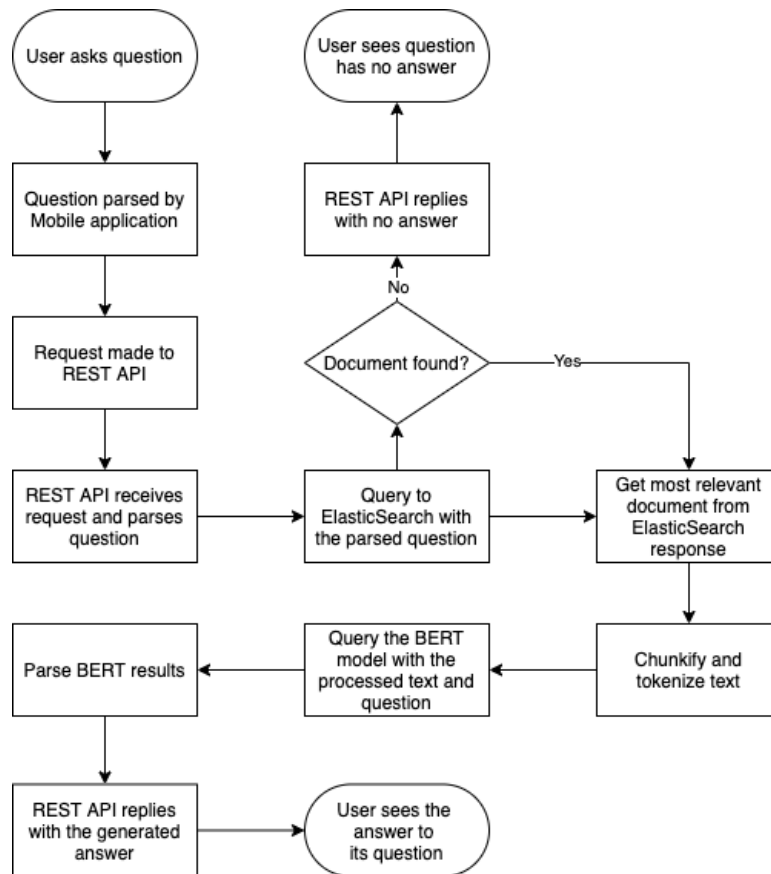 User asks question
User sees question
has no answer
Question parsed by
Mobile application
REST API replies
with no answer
No
Request made to
REST API
Document found?
Yes
REST API receives
request and parses
question
Query to
ElasticSearch with
the parsed question
Get most relevant
document from
ElasticSearch
response
Parse BERT results
Query the BERT
model with the
processed text and
question
Chunkify and
tokenize text
REST API replies
with the generated
answer
User sees the
answer to
its question